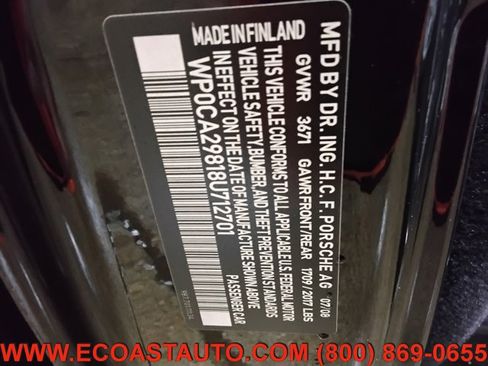 MFD BY DR. ING. H.C. F. PORSCHE AG 07/08
GVWR 3671 GAWR FRONT/REAR 1709/2017 LBS
THIS VEHICLE CONFORMS TO ALL APPLICABLE U.S. FEDERAL MOTOR
VEHICLE SAFETY, BUMPER, AND THEFT PREVENTION STANDARDS
IN EFFECT ON THE DATE OF MANUFACTURE SHOWN ABOVE
WP0CA29818U712701 PASSENGER CAR
MADE IN FINLAND
WWW.ECOASTAUTO.COM (800) 869-0655